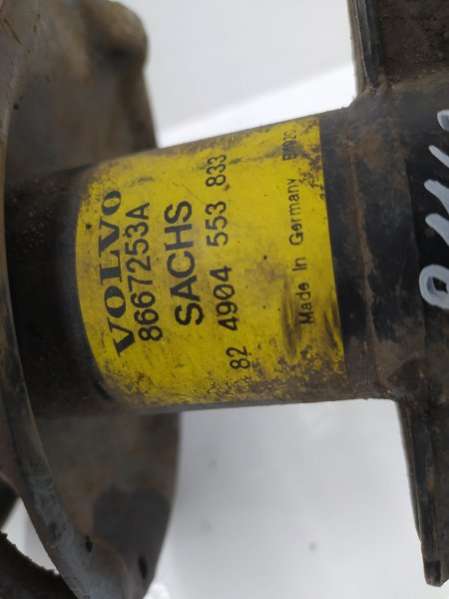 VOLVO
8667253A
SACHS
82 4904 553 833
Made In Germany